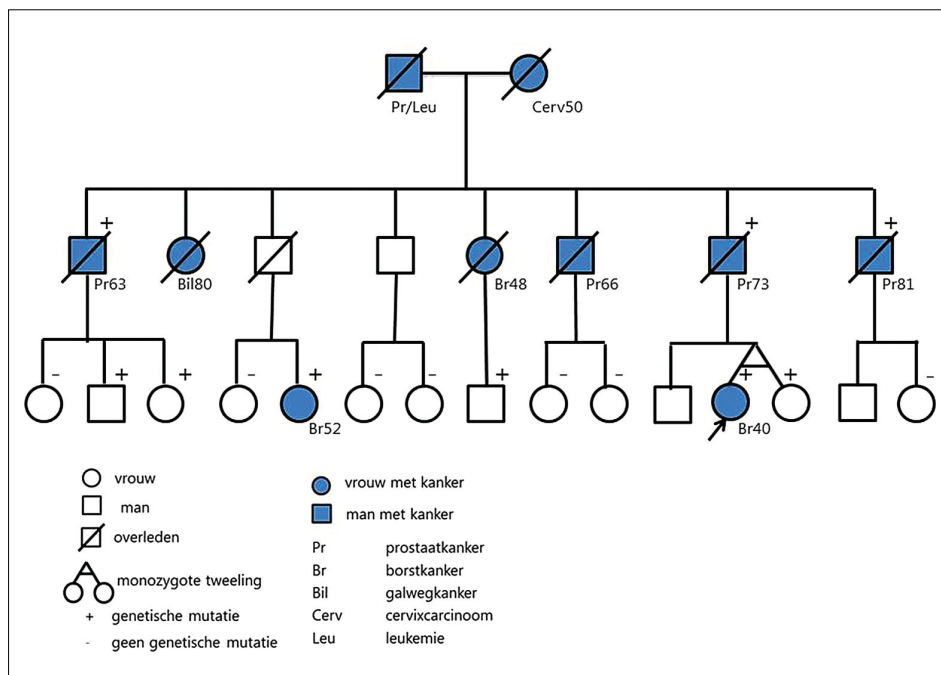 Pr/Leu
Cerv50
+ + +
Pr63 Bil80 Br48 Pr66 Pr73 Pr81
- + + - + - - + - - + + -
Br52 Br40
vrouw
man
overleden
monozygote tweeling
+ genetische mutatie
- geen genetische mutatie
vrouw met kanker
man met kanker
Pr prostaatkanker
Br borstkanker
Bil galwegkanker
Cerv cervixcarcinoom
Leu leukemie